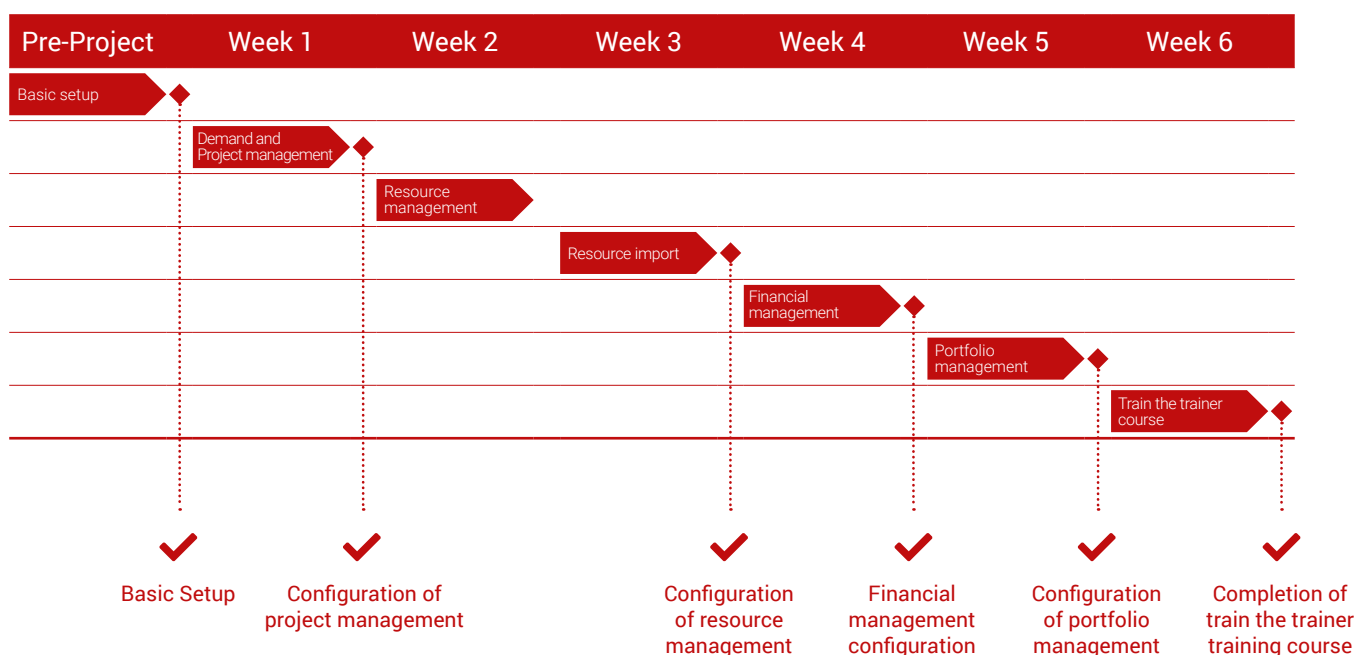 Pre-Project Week 1 Week 2 Week 3 Week 4 Week 5 Week 6
Basic setup
Demand and
Project management
Resource
management
Resource import
Financial
management
Portfolio
management
Train the trainer
course
Basic Setup
Configuration of
project management
Configuration
of resource
management
Financial
management
configuration
Configuration
of portfolio
management
Completion of
train the trainer
training course